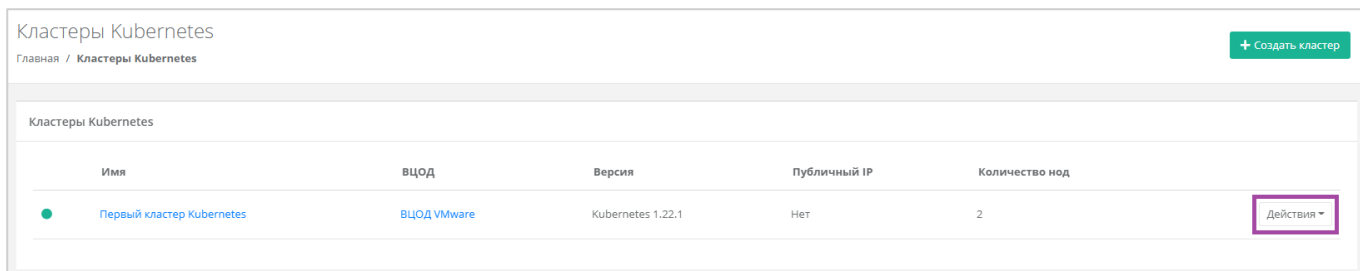 Кластеры Kubernetes
Главная / Кластеры Kubernetes
+ Создать кластер
Кластеры Kubernetes
Имя ВЦОД Версия Публичный IP Количество нод
Первый кластер Kubernetes ВЦОД VMware Kubernetes 1.22.1 Нет 2 Действия